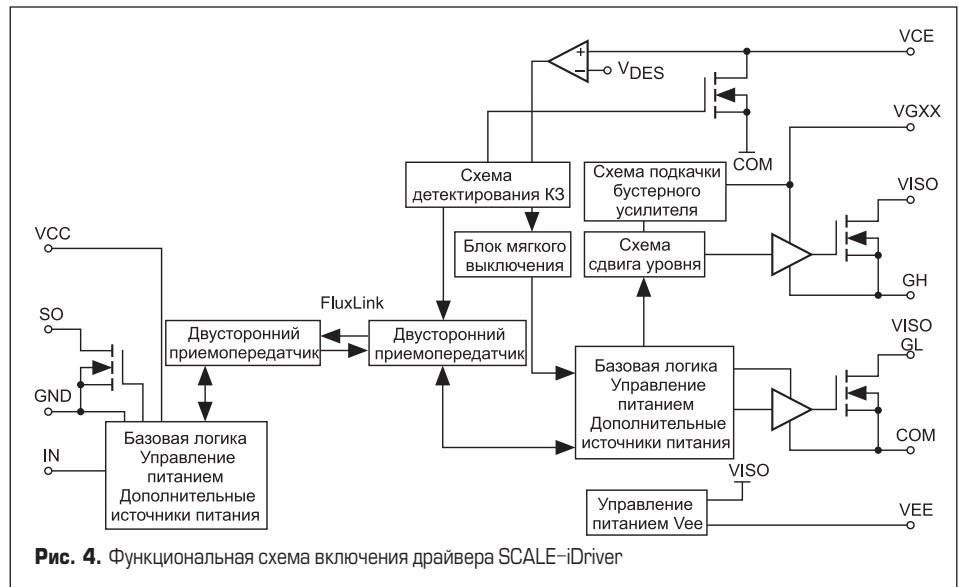 VCE
+
–
VDES
VGXX
COM
Схема
детектирования КЗ
Схема подкачки
бустерного
усилителя
VISO
VCC
Блок мягкого
выключения
Схема
сдвига уровня
GH
FluxLink
SO
Двусторонний
приемопередатчик
Двусторонний
приемопередатчик
VISO
GL
GND
Базовая логика
Управление
питанием
Дополнительные
источники питания
IN
Базовая логика
Управление
питанием
Дополнительные
источники питания
COM
VISO
Управление
питанием Vee
VEE
Рис. 4. Функциональная схема включения драйвера SCALE-iDriver